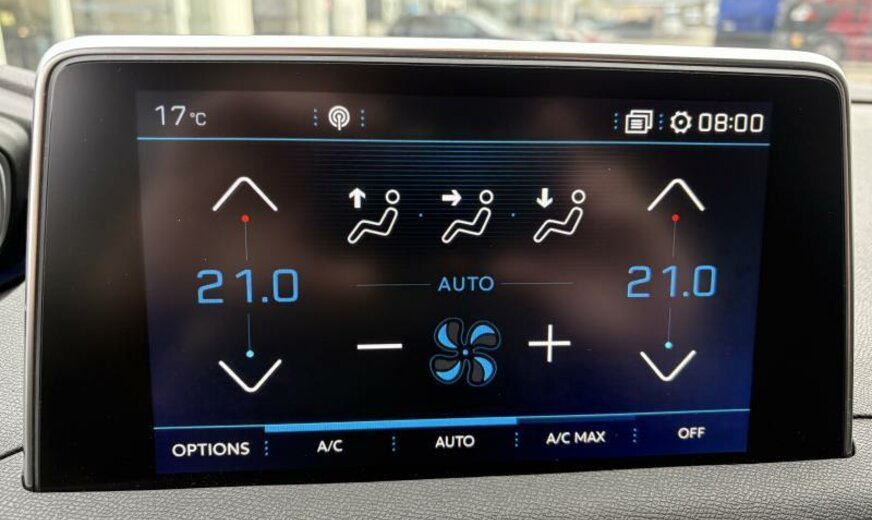 17°C 08:00
21.0 21.0
AUTO
OPTIONS A/C AUTO A/C MAX OFF